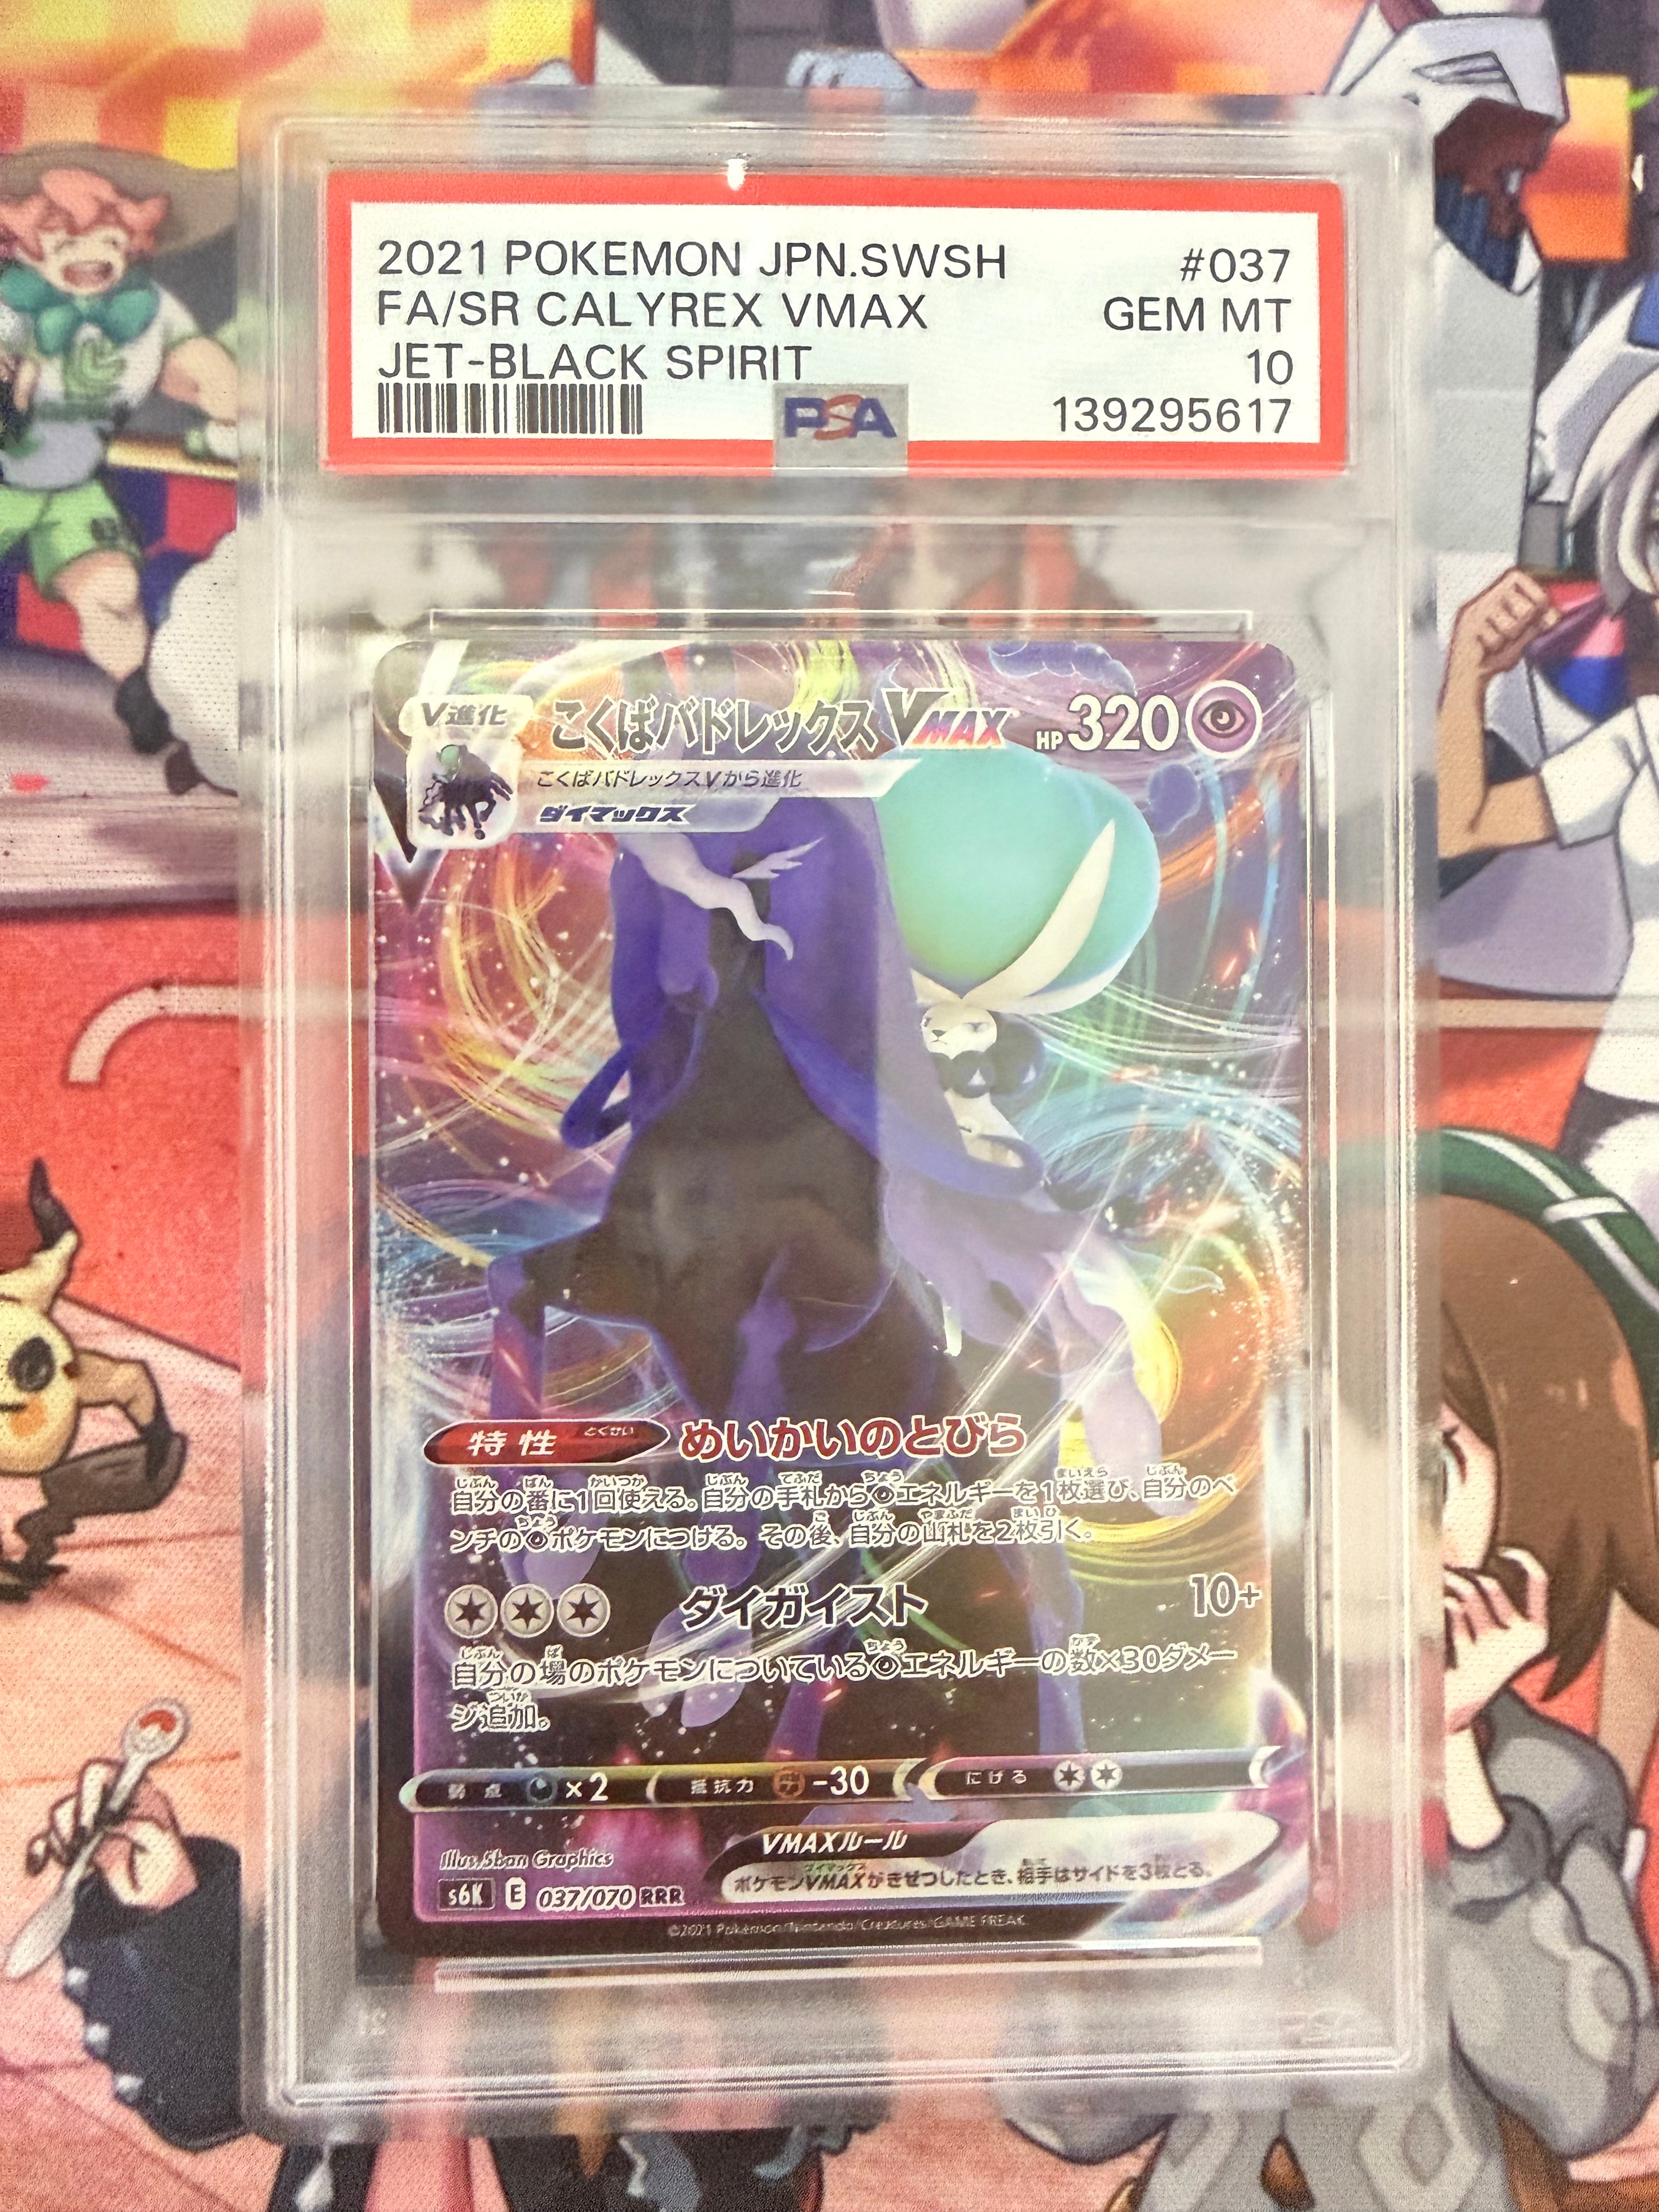 2021 POKEMON JPN.SWSH #037
FA/SR CALYREX VMAX GEM MT
JET-BLACK SPIRIT 10
PSA 139295617
V進化 こくばバドレックスVMAX HP320
こくばバドレックスVから進化
ダイマックス
特性 とくせい めいかいのとびら
自分の番に1回使える。自分の手札から超エネルギーを1枚選び、自分のベ
ンチの超ポケモンにつける。その後、自分の山札を2枚引く。
ダイガイスト 10+
自分の場のポケモンについている超エネルギーの数×30ダメー
ジ追加。
弱点 ×2 抵抗力 -30 にげる
VMAXルール
ポケモンVMAXがきぜつしたとき、相手はサイドを3枚とる。
Illus.5ban Graphics
s6K E 037/070 RRR
©2021 Pokémon/Nintendo/Creatures/GAME FREAK